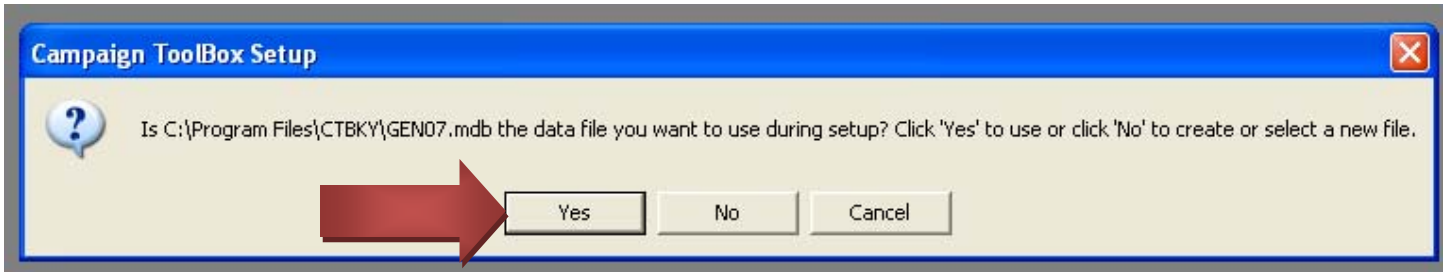 Campaign ToolBox Setup
Is C:\Program Files\CTBKY\GEN07.mdb the data file you want to use during setup? Click 'Yes' to use or click 'No' to create or select a new file.
Yes No Cancel